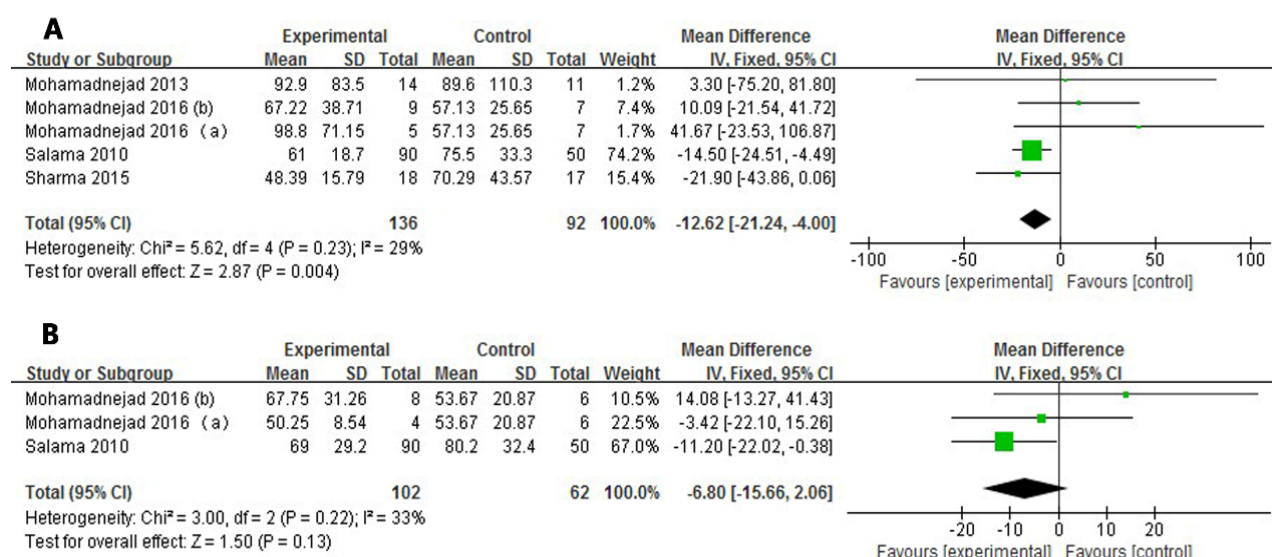 A
Experimental Control Mean Difference Mean Difference
Study or Subgroup Mean SD Total Mean SD Total Weight IV, Fixed, 95% CI IV, Fixed, 95% CI
Mohamadnejad 2013 92.9 83.5 14 89.6 110.3 11 1.2% 3.30 [-75.20, 81.80]
Mohamadnejad 2016 (b) 67.22 38.71 9 57.13 25.65 7 7.4% 10.09 [-21.54, 41.72]
Mohamadnejad 2016 (a) 98.8 71.15 5 57.13 25.65 7 1.7% 41.67 [-23.53, 106.87]
Salama 2010 61 18.7 90 75.5 33.3 50 74.2% -14.50 [-24.51, -4.49]
Sharma 2015 48.39 15.79 18 70.29 43.57 17 15.4% -21.90 [-43.86, 0.06]
Total (95% CI) 136 92 100.0% -12.62 [-21.24, -4.00]
Heterogeneity: Chi² = 5.62, df = 4 (P = 0.23); I² = 29%
Test for overall effect: Z = 2.87 (P = 0.004)
-100 -50 0 50 100
Favours [experimental] Favours [control]
B
Experimental Control Mean Difference Mean Difference
Study or Subgroup Mean SD Total Mean SD Total Weight IV, Fixed, 95% CI IV, Fixed, 95% CI
Mohamadnejad 2016 (b) 67.75 31.26 8 53.67 20.87 6 10.5% 14.08 [-13.27, 41.43]
Mohamadnejad 2016 (a) 50.25 8.54 4 53.67 20.87 6 22.5% -3.42 [-22.10, 15.26]
Salama 2010 69 29.2 90 80.2 32.4 50 67.0% -11.20 [-22.02, -0.38]
Total (95% CI) 102 62 100.0% -6.80 [-15.66, 2.06]
Heterogeneity: Chi² = 3.00, df = 2 (P = 0.22); I² = 33%
Test for overall effect: Z = 1.50 (P = 0.13)
-20 -10 0 10 20
Favours [experimental] Favours [control]